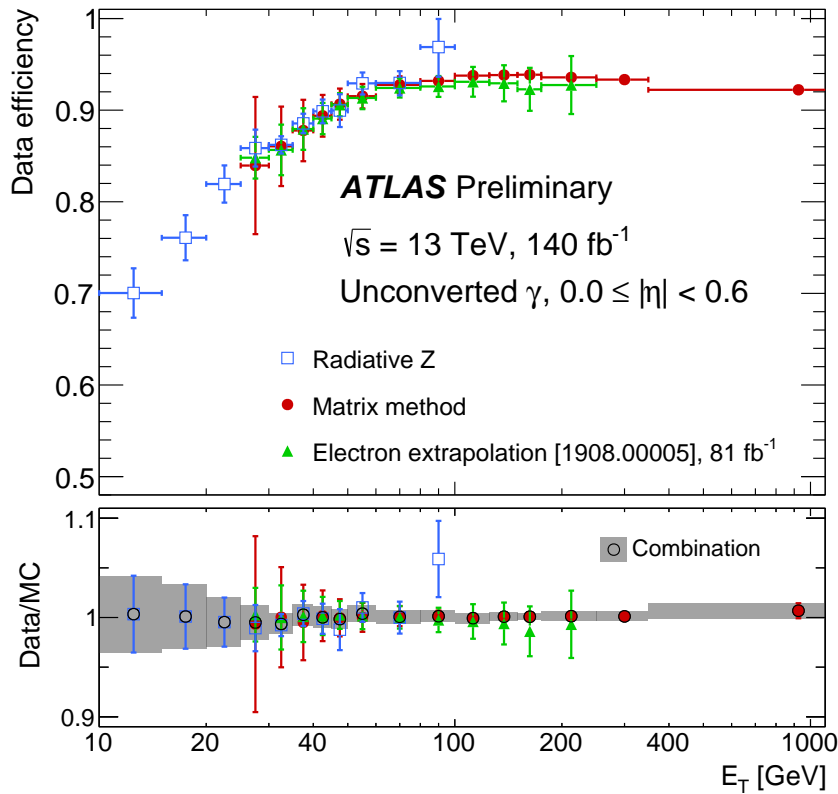 Data efficiency
1
0.9
0.8
0.7
0.6
0.5
ATLAS Preliminary
√s = 13 TeV, 140 fb⁻¹
Unconverted γ, 0.0 ≤ |η| < 0.6
Radiative Z
Matrix method
Electron extrapolation [1908.00005], 81 fb⁻¹
Data/MC
1.1
1
0.9
Combination
10 20 30 40 100 200 400 1000
E_T [GeV]